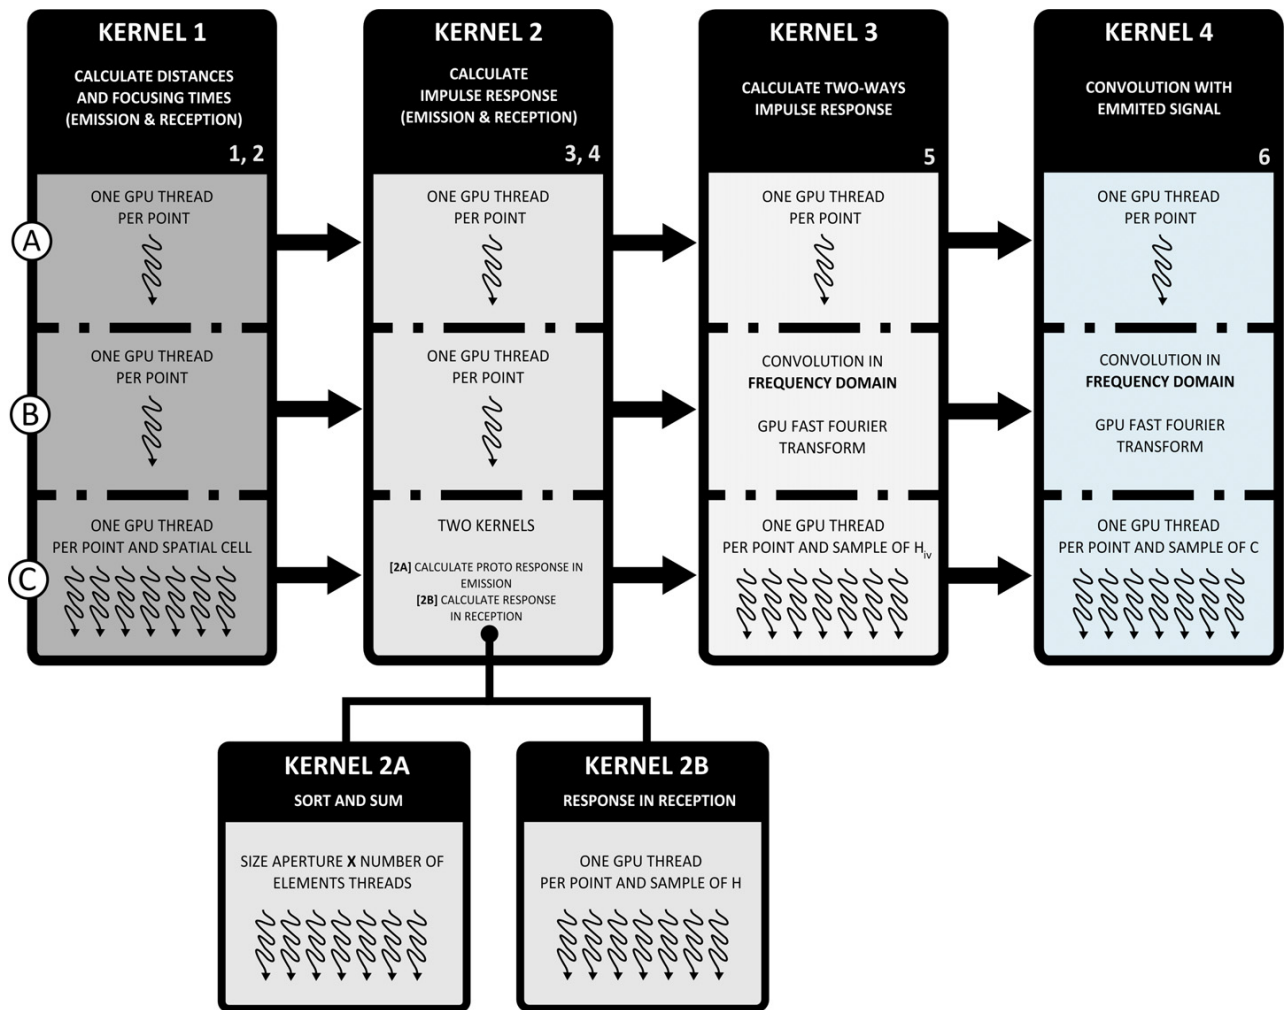 KERNEL 1
CALCULATE DISTANCES
AND FOCUSING TIMES
(EMISSION & RECEPTION)
1, 2
KERNEL 2
CALCULATE
IMPULSE RESPONSE
(EMISSION & RECEPTION)
3, 4
KERNEL 3
CALCULATE TWO-WAYS
IMPULSE RESPONSE
5
KERNEL 4
CONVOLUTION WITH
EMMITED SIGNAL
6
A
ONE GPU THREAD
PER POINT
ONE GPU THREAD
PER POINT
ONE GPU THREAD
PER POINT
ONE GPU THREAD
PER POINT
B
ONE GPU THREAD
PER POINT
ONE GPU THREAD
PER POINT
CONVOLUTION IN
FREQUENCY DOMAIN
GPU FAST FOURIER
TRANSFORM
CONVOLUTION IN
FREQUENCY DOMAIN
GPU FAST FOURIER
TRANSFORM
C
ONE GPU THREAD
PER POINT AND SPATIAL CELL
TWO KERNELS
[2A] CALCULATE PROTO RESPONSE IN
EMISSION
[2B] CALCULATE RESPONSE
IN RECEPTION
ONE GPU THREAD
PER POINT AND SAMPLE OF Hiv
ONE GPU THREAD
PER POINT AND SAMPLE OF C
KERNEL 2A
SORT AND SUM
SIZE APERTURE X NUMBER OF
ELEMENTS THREADS
KERNEL 2B
RESPONSE IN RECEPTION
ONE GPU THREAD
PER POINT AND SAMPLE OF H